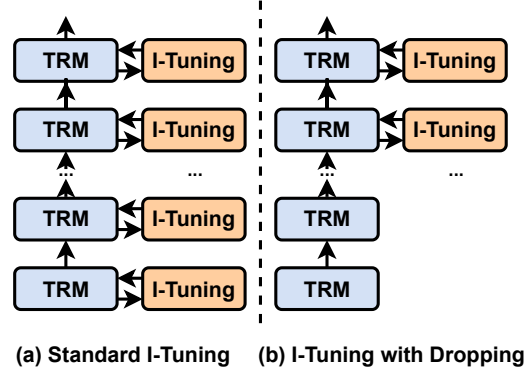 TRM I-Tuning
TRM I-Tuning
... ...
TRM I-Tuning
TRM I-Tuning
(a) Standard I-Tuning
TRM I-Tuning
TRM I-Tuning
... ...
TRM
TRM
(b) I-Tuning with Dropping